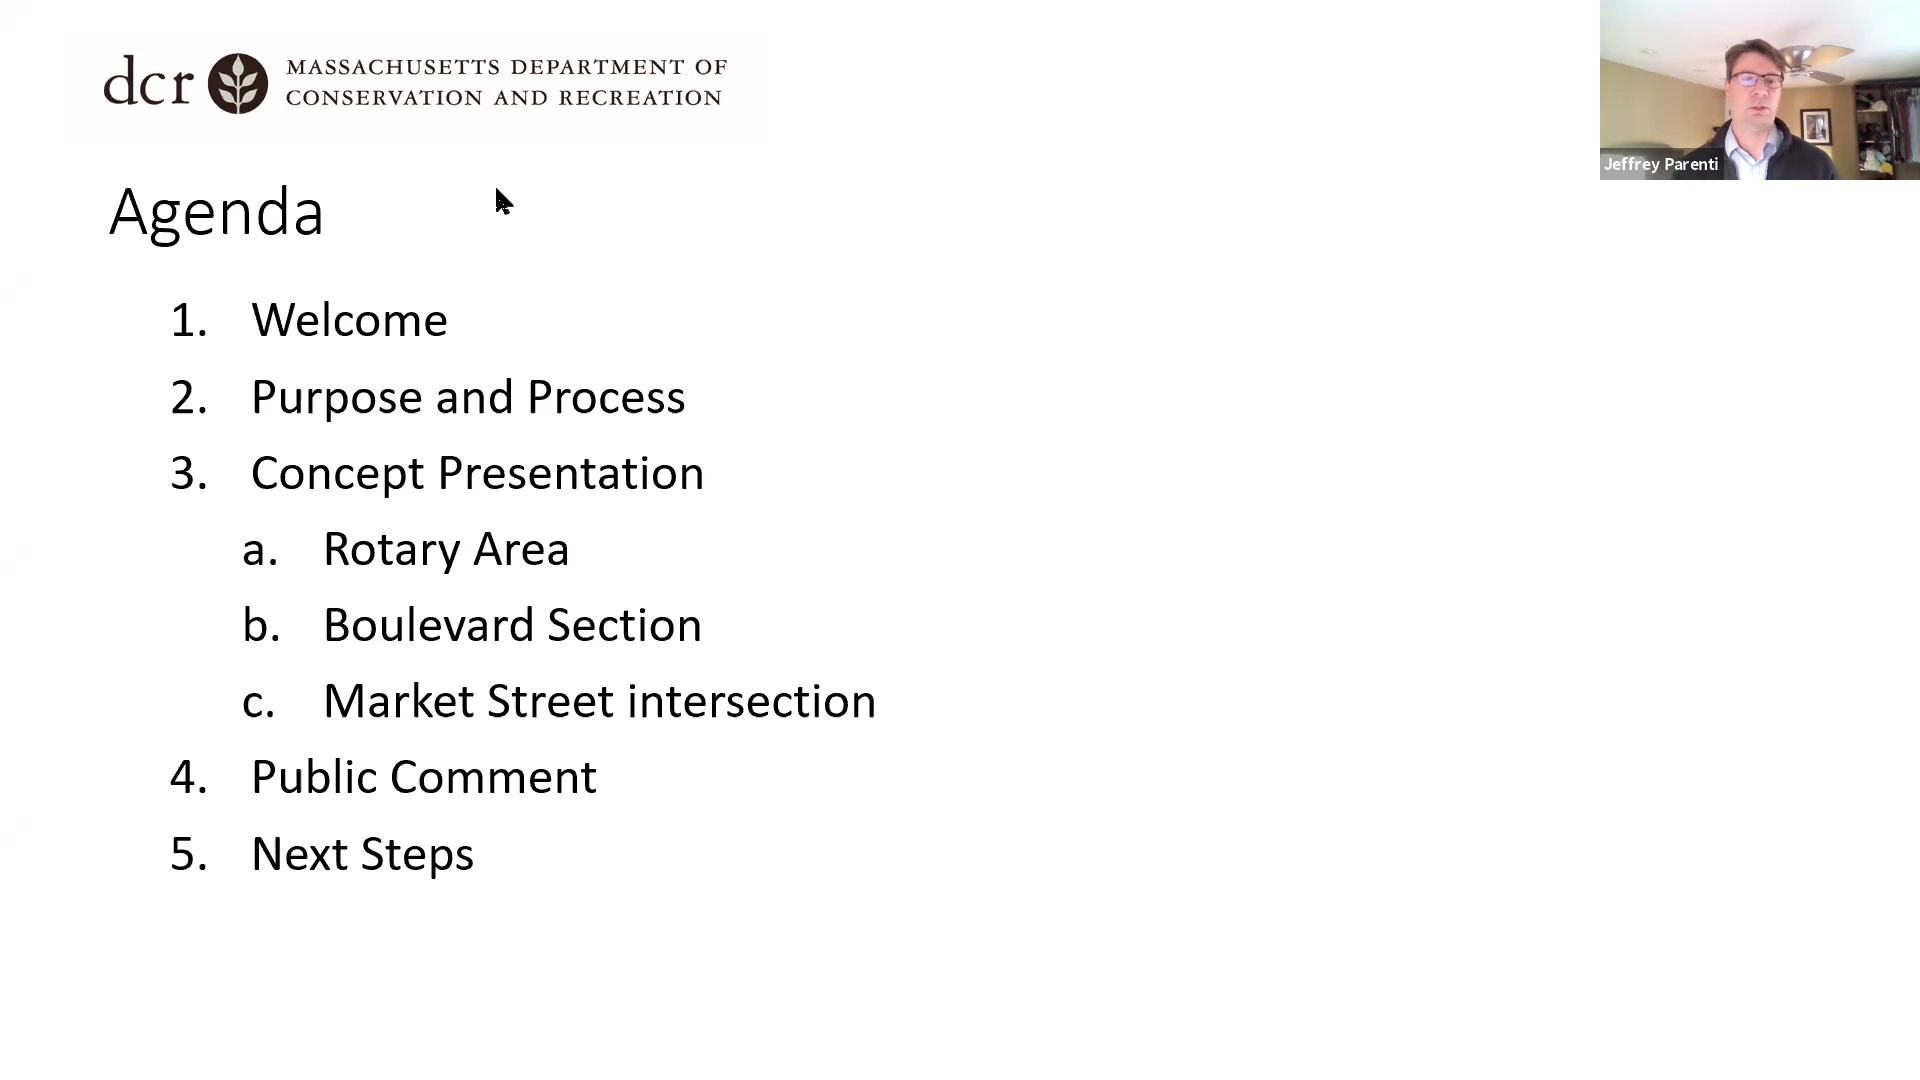 dcr MASSACHUSETTS DEPARTMENT OF
CONSERVATION AND RECREATION
Jeffrey Parenti
Agenda
1. Welcome
2. Purpose and Process
3. Concept Presentation
a. Rotary Area
b. Boulevard Section
c. Market Street intersection
4. Public Comment
5. Next Steps